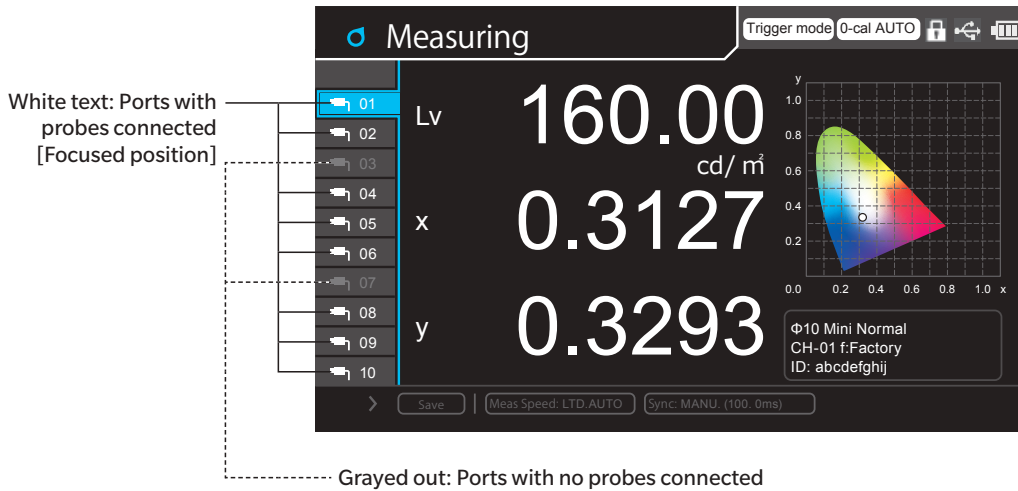 Measuring
Trigger mode 0-cal AUTO
White text: Ports with
probes connected
[Focused position]
01
02
03
04
05
06
07
08
09
10
Lv 160.00
cd/㎡
x 0.3127
y 0.3293
y
1.0
0.8
0.6
0.4
0.2
0.0 0.2 0.4 0.6 0.8 1.0 x
Φ10 Mini Normal
CH-01 f:Factory
ID: abcdefghij
Save Meas Speed: LTD.AUTO Sync: MANU. (100. 0ms)
Grayed out: Ports with no probes connected